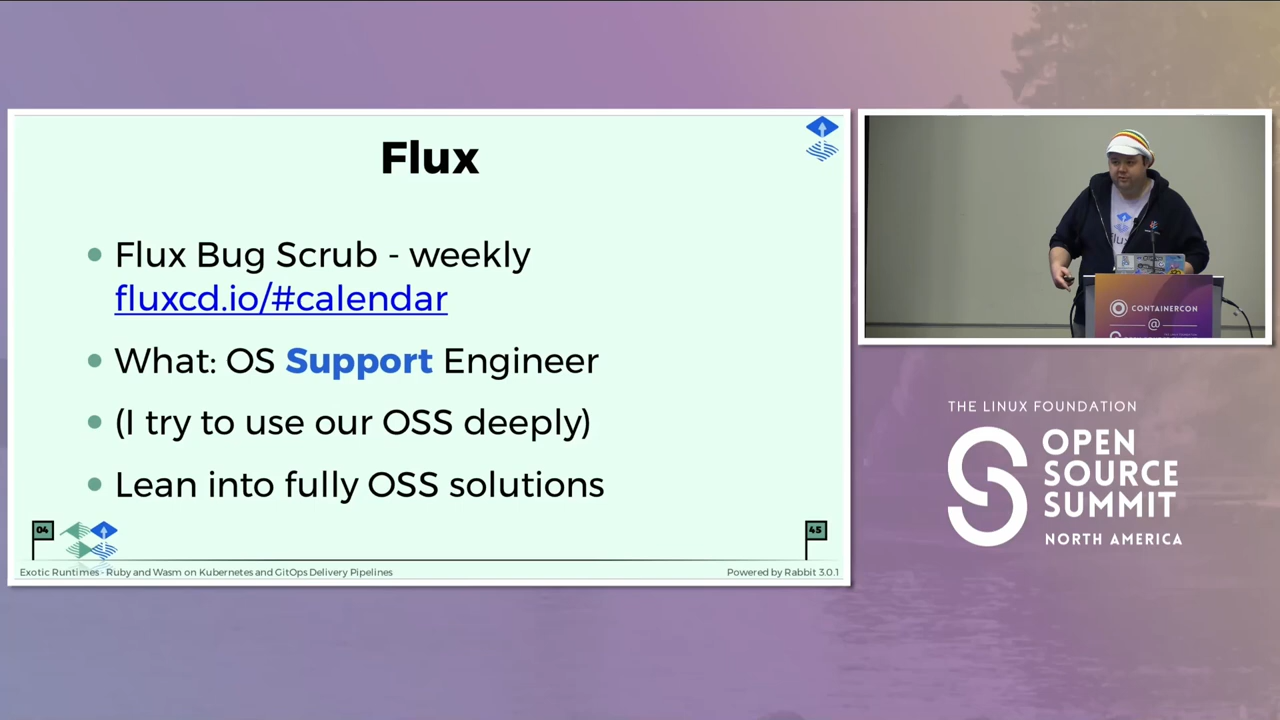 Flux
Flux Bug Scrub - weekly
fluxcd.io/#calendar
What: OS Support Engineer
(I try to use our OSS deeply)
Lean into fully OSS solutions
04
45
Exotic Runtimes - Ruby and Wasm on Kubernetes and GitOps Delivery Pipelines
Powered by Rabbit 3.0.1
CONTAINERCON
@
THE LINUX FOUNDATION
OPEN
SOURCE
SUMMIT
NORTH AMERICA